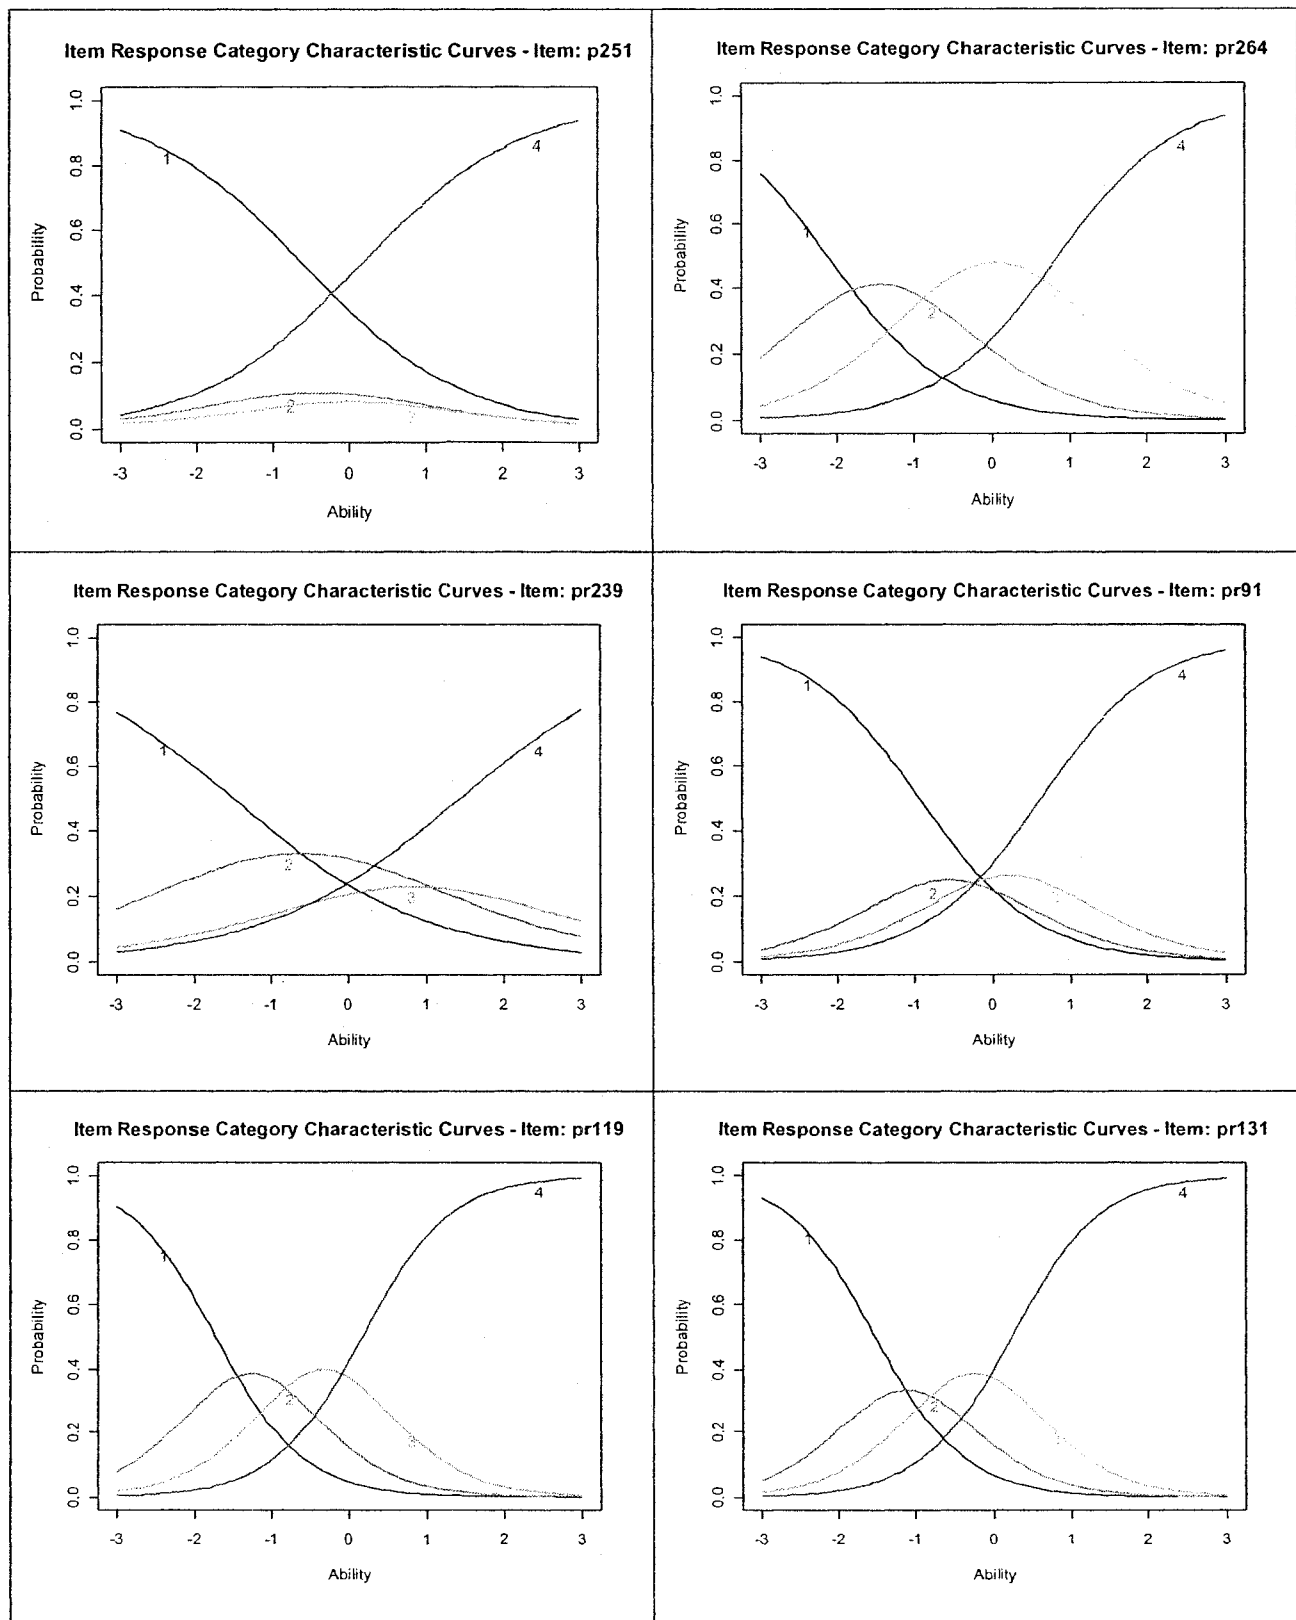 Item Response Category Characteristic Curves - Item: p251
1.0
0.8
0.6
0.4
0.2
0.0
Probability
1
4
2
-3 -2 -1 0 1 2 3
Ability
Item Response Category Characteristic Curves - Item: pr264
1.0
0.8
0.6
0.4
0.2
0.0
Probability
1
4
2
-3 -2 -1 0 1 2 3
Ability
Item Response Category Characteristic Curves - Item: pr239
1.0
0.8
0.6
0.4
0.2
0.0
Probability
1
4
2
3
-3 -2 -1 0 1 2 3
Ability
Item Response Category Characteristic Curves - Item: pr91
1.0
0.8
0.6
0.4
0.2
0.0
Probability
1
4
2
-3 -2 -1 0 1 2 3
Ability
Item Response Category Characteristic Curves - Item: pr119
1.0
0.8
0.6
0.4
0.2
0.0
Probability
1
4
2
3
-3 -2 -1 0 1 2 3
Ability
Item Response Category Characteristic Curves - Item: pr131
1.0
0.8
0.6
0.4
0.2
0.0
Probability
1
4
2
-3 -2 -1 0 1 2 3
Ability